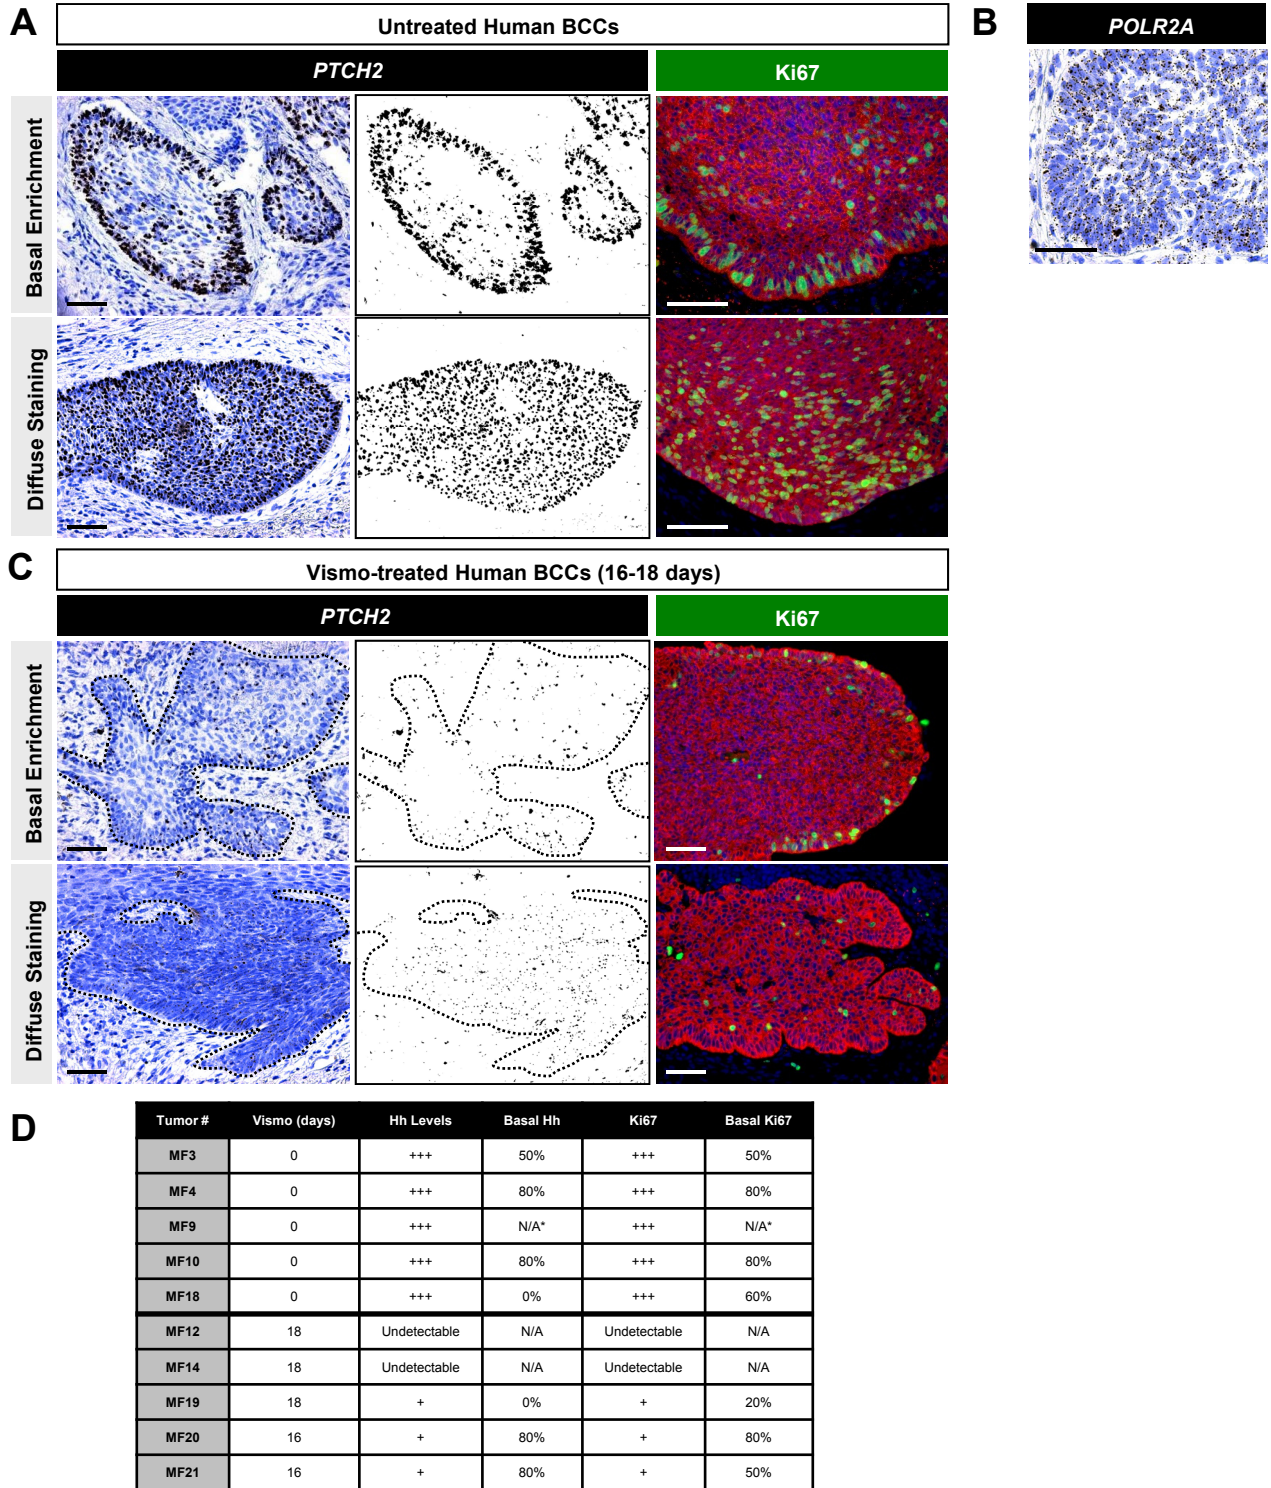 A
Untreated Human BCCs
PTCH2
Ki67
Basal Enrichment
Diffuse Staining
B
POLR2A
C
Vismo-treated Human BCCs (16-18 days)
PTCH2
Ki67
Basal Enrichment
Diffuse Staining
D
Tumor # Vismo (days) Hh Levels Basal Hh Ki67 Basal Ki67
MF3 0 +++ 50% +++ 50%
MF4 0 +++ 80% +++ 80%
MF9 0 +++ N/A* +++ N/A*
MF10 0 +++ 80% +++ 80%
MF18 0 +++ 0% +++ 60%
MF12 18 Undetectable N/A Undetectable N/A
MF14 18 Undetectable N/A Undetectable N/A
MF19 18 + 0% + 20%
MF20 16 + 80% + 80%
MF21 16 + 80% + 50%